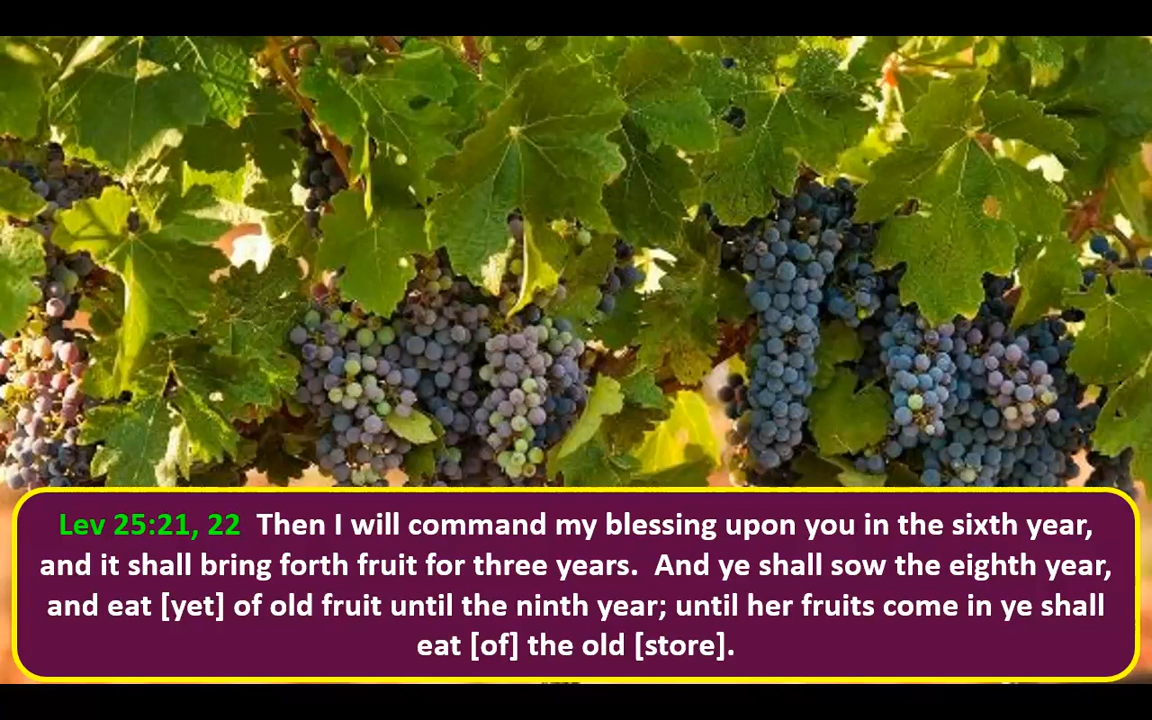 Lev 25:21, 22  Then I will command my blessing upon you in the sixth year,
and it shall bring forth fruit for three years.  And ye shall sow the eighth year,
and eat [yet] of old fruit until the ninth year; until her fruits come in ye shall
eat [of] the old [store].